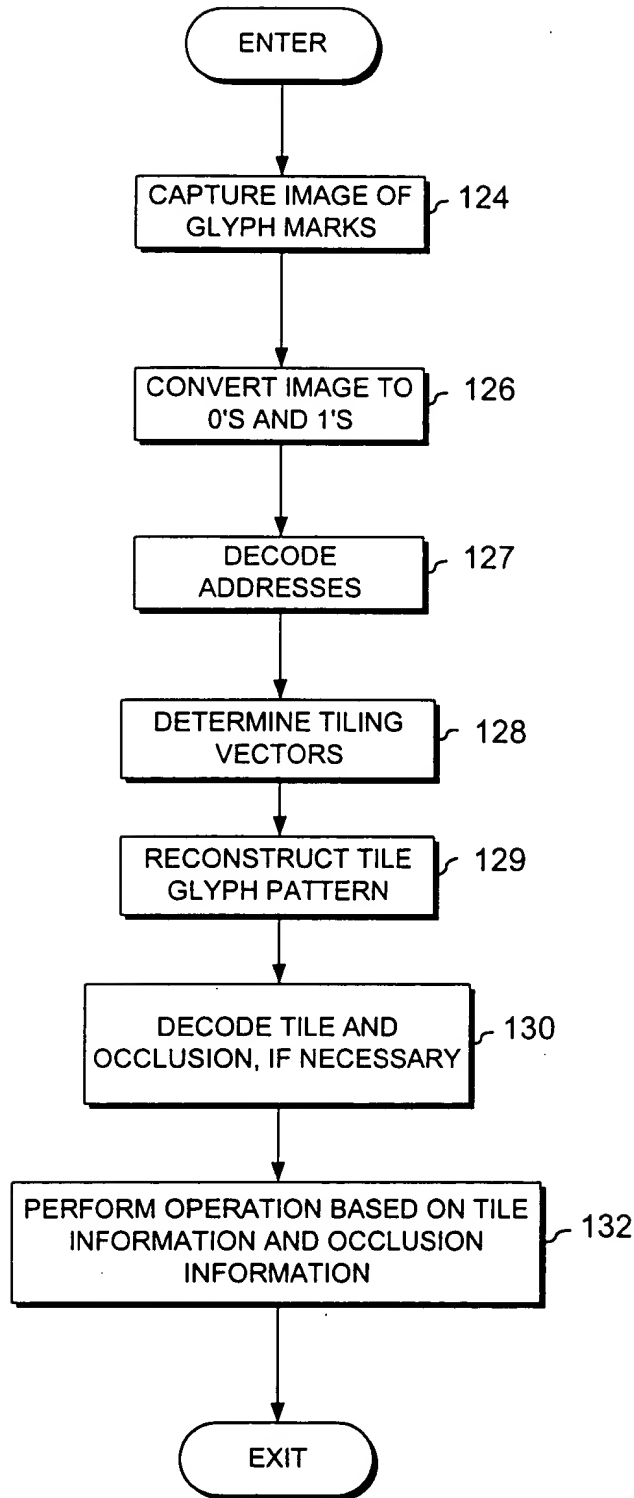 ENTER
CAPTURE IMAGE OF
GLYPH MARKS
124
CONVERT IMAGE TO
0'S AND 1'S
126
DECODE
ADDRESSES
127
DETERMINE TILING
VECTORS
128
RECONSTRUCT TILE
GLYPH PATTERN
129
DECODE TILE AND
OCCLUSION, IF NECESSARY
130
PERFORM OPERATION BASED ON TILE
INFORMATION AND OCCLUSION
INFORMATION
132
EXIT